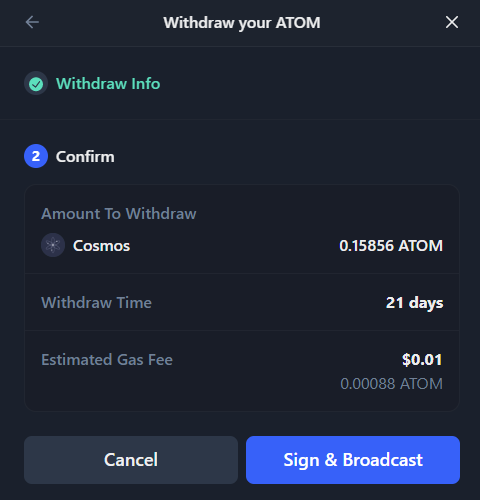 Withdraw your ATOM
Withdraw Info
2 Confirm
Amount To Withdraw
Cosmos 0.15856 ATOM
Withdraw Time 21 days
Estimated Gas Fee $0.01
0.00088 ATOM
Cancel Sign & Broadcast